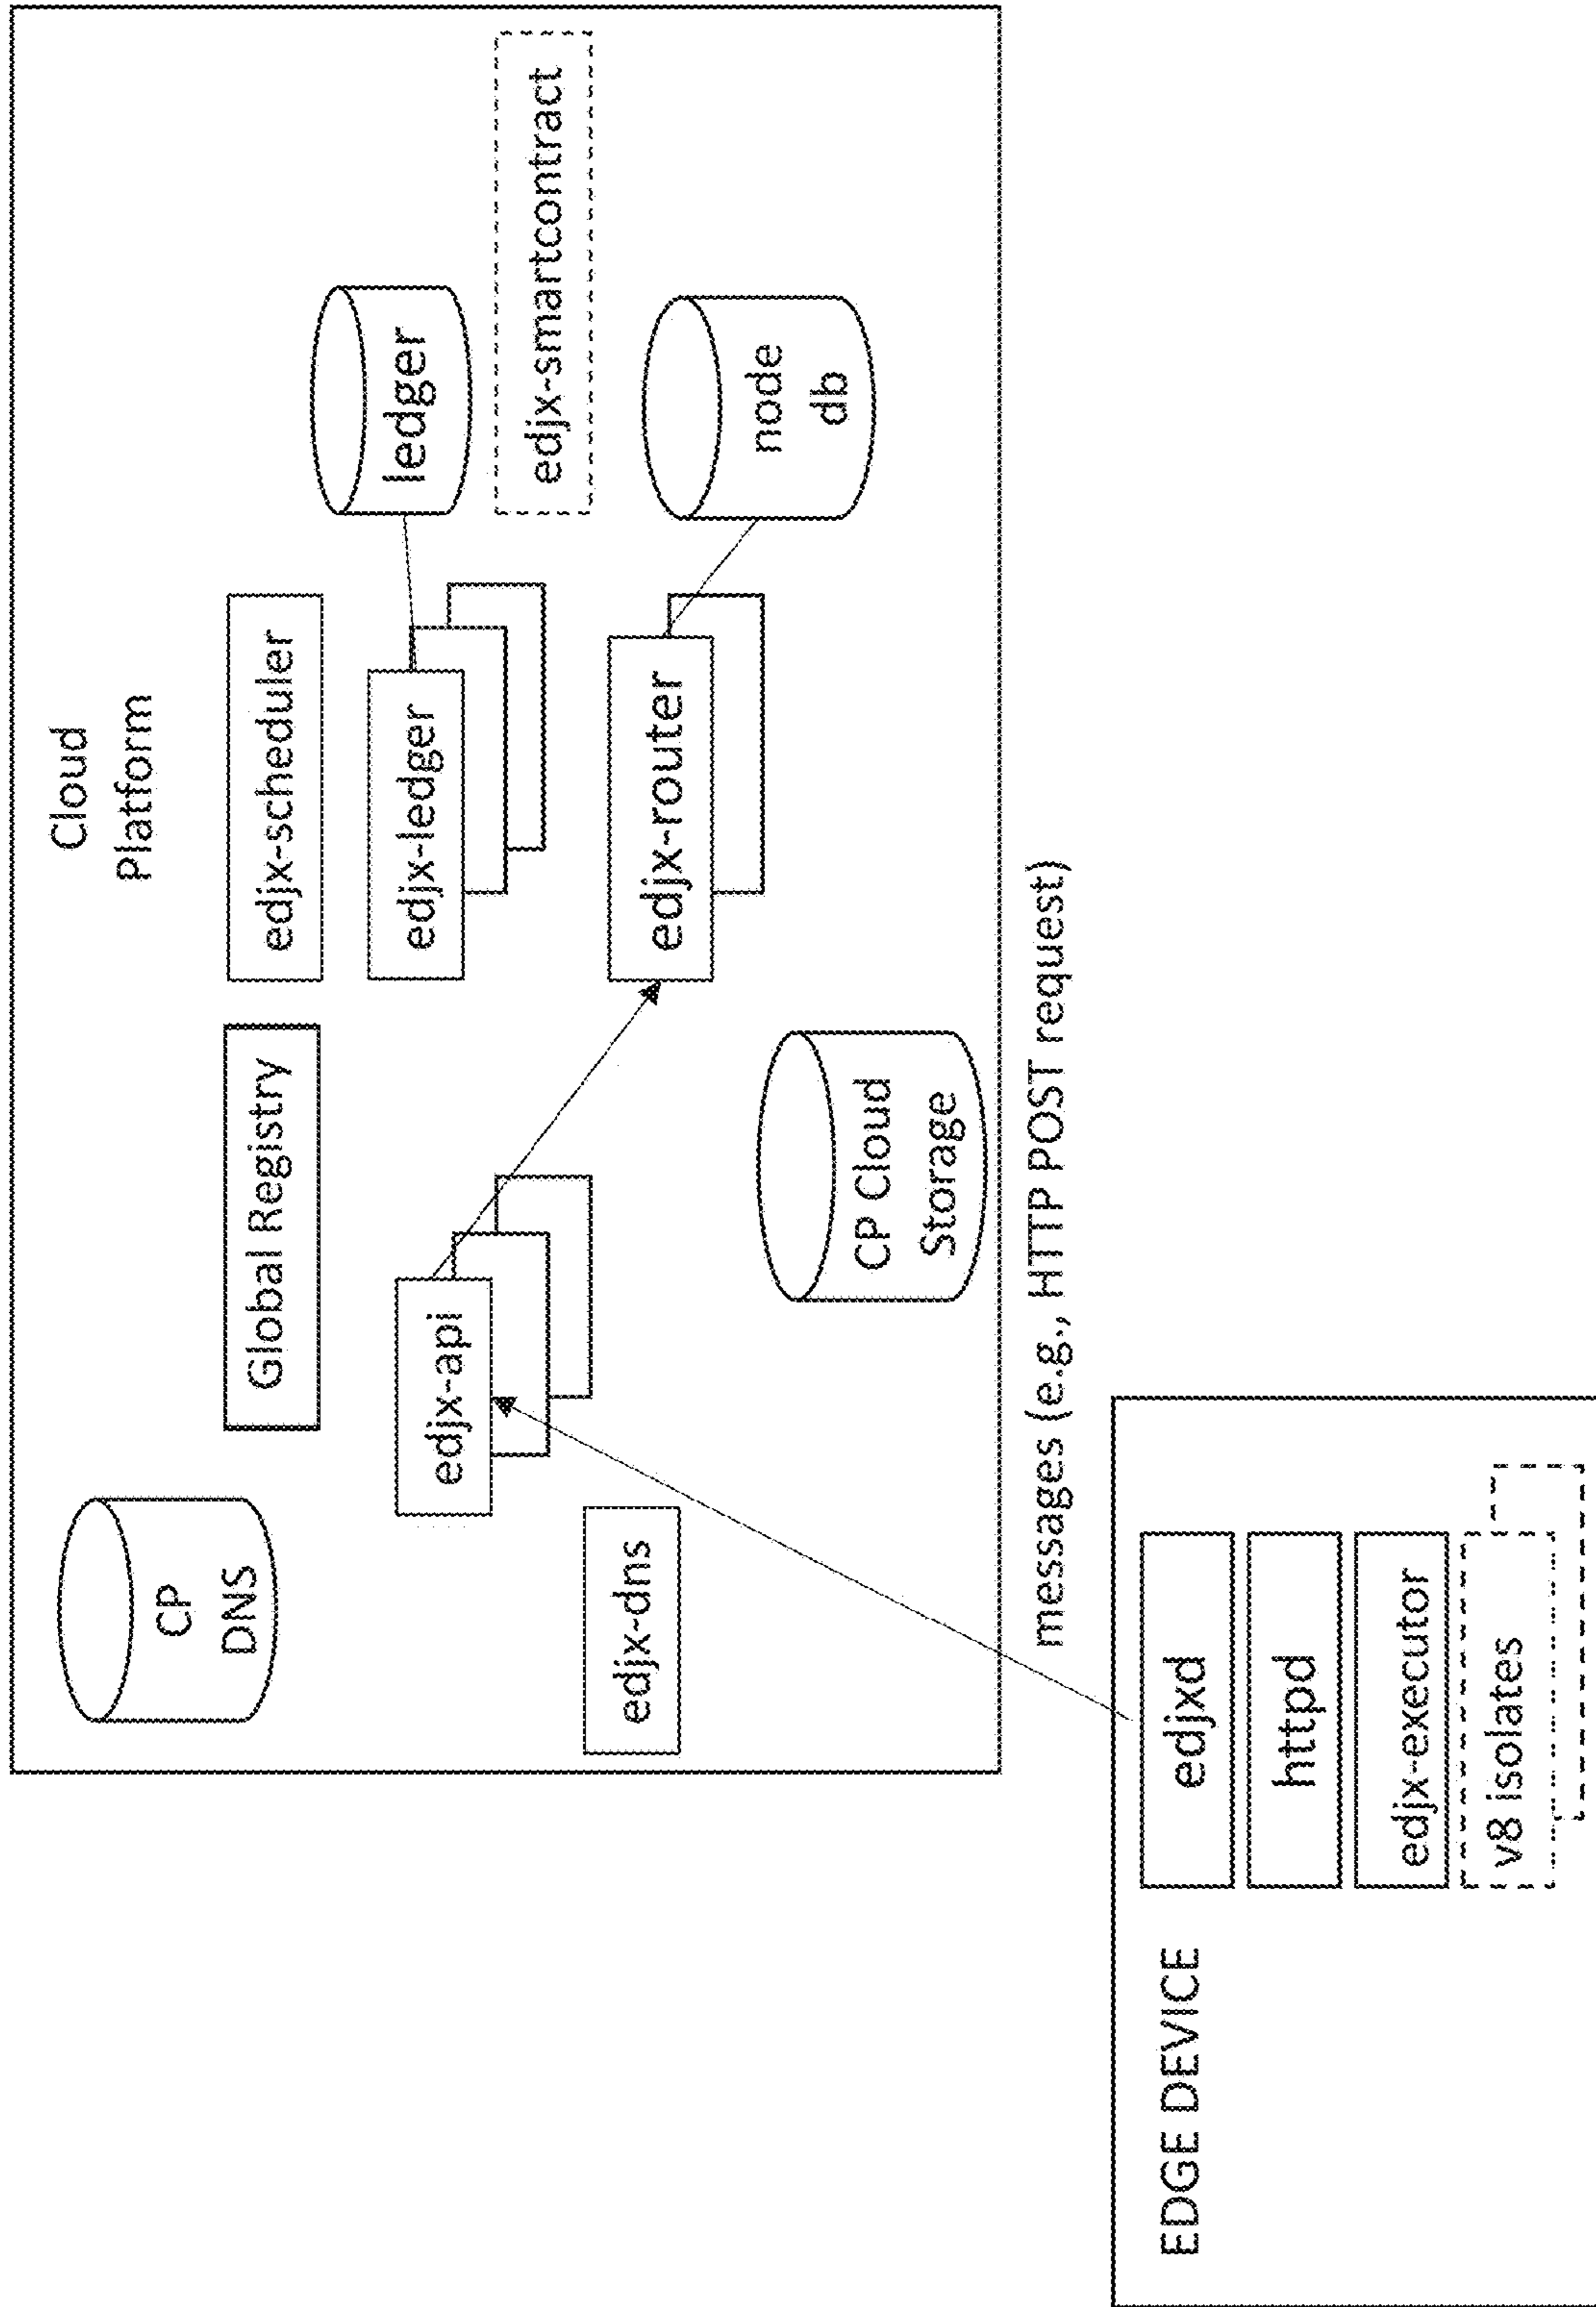 Cloud
Platform
CP
DNS
Global Registry
edjx-scheduler
edjx-api
edjx-ledger
ledger
edjx-smartcontract
edjx-dns
edjx-router
node
db
CP Cloud
Storage
messages (e.g., HTTP POST request)
EDGE DEVICE
edjxd
httpd
edjx-executor
v8 isolates